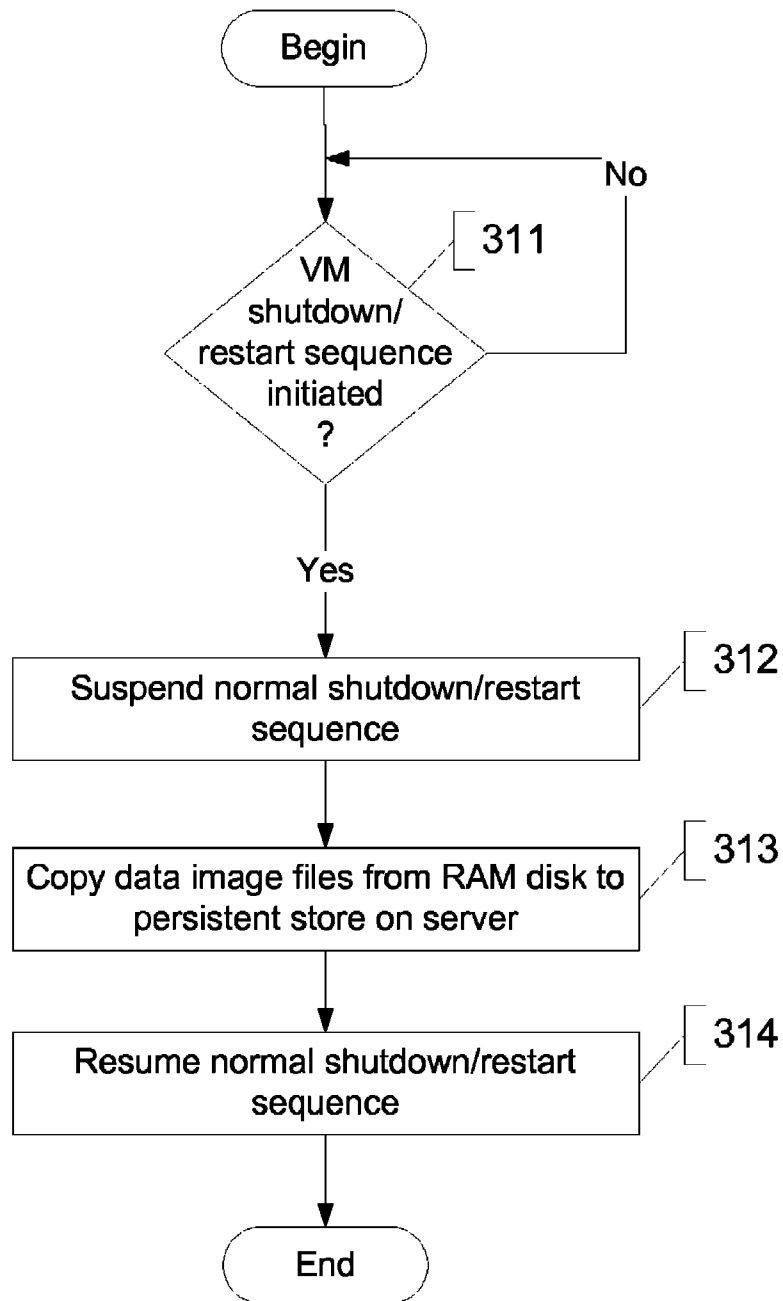 Begin
No
311
VM
shutdown/
restart sequence
initiated
?
Yes
312
Suspend normal shutdown/restart
sequence
313
Copy data image files from RAM disk to
persistent store on server
314
Resume normal shutdown/restart
sequence
End